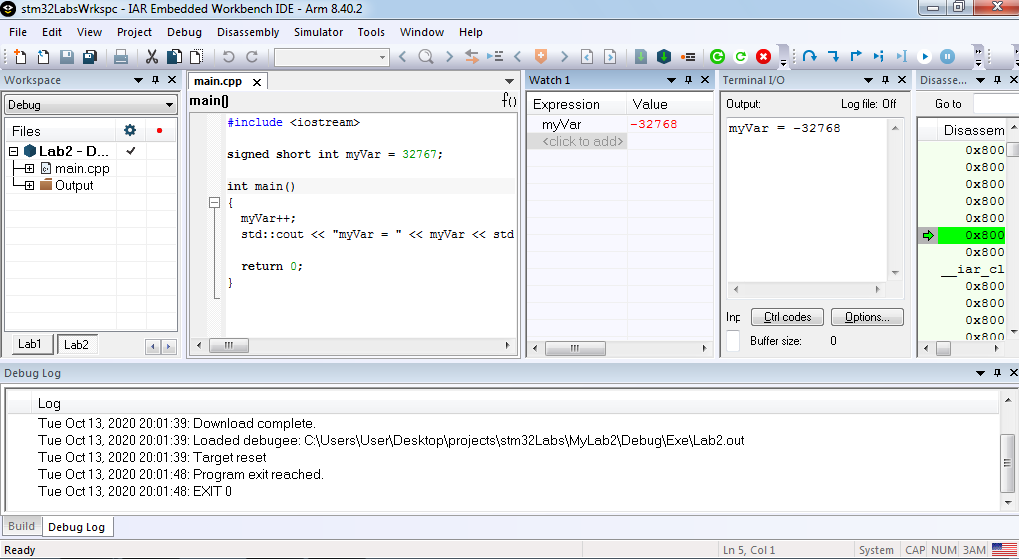 stm32LabsWrkspc - IAR Embedded Workbench IDE - Arm 8.40.2
File Edit View Project Debug Disassembly Simulator Tools Window Help
Workspace
Debug
Files
Lab2 - D...
main.cpp
Output
Lab1 Lab2
main.cpp
main()
f()
#include <iostream>
signed short int myVar = 32767;
int main()
{
myVar++;
std::cout << "myVar = " << myVar << std
return 0;
}
Watch 1
Expression Value
myVar -32768
<click to add>
Terminal I/O
Output: Log file: Off
myVar = -32768
Inp Ctrl codes Options...
Buffer size: 0
Disasse...
Go to
Disassem
0x800
0x800
0x800
0x800
0x800
0x800
0x800
__iar_cl
0x800
0x800
0x800
0x800
Debug Log
Log
Tue Oct 13, 2020 20:01:39: Download complete.
Tue Oct 13, 2020 20:01:39: Loaded debugee: C:\Users\User\Desktop\projects\stm32Labs\MyLab2\Debug\Exe\Lab2.out
Tue Oct 13, 2020 20:01:39: Target reset
Tue Oct 13, 2020 20:01:48: Program exit reached.
Tue Oct 13, 2020 20:01:48: EXIT 0
Build Debug Log
Ready Ln 5, Col 1 System CAP NUM ЗАМ